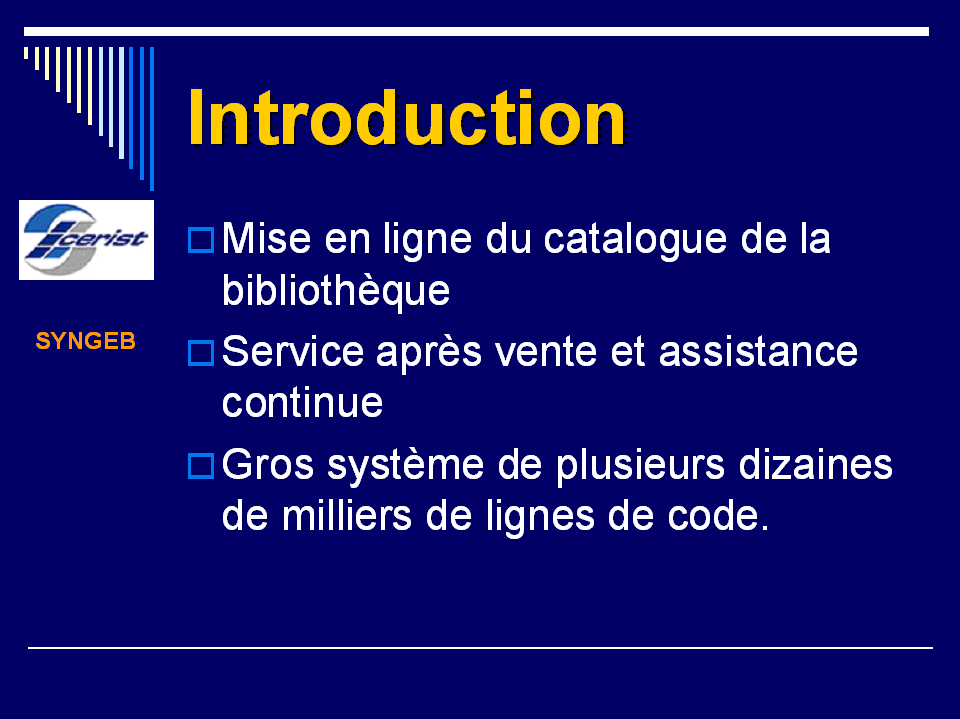 Introduction
cerist
SYNGEB
Mise en ligne du catalogue de la
bibliothèque
Service après vente et assistance
continue
Gros système de plusieurs dizaines
de milliers de lignes de code.